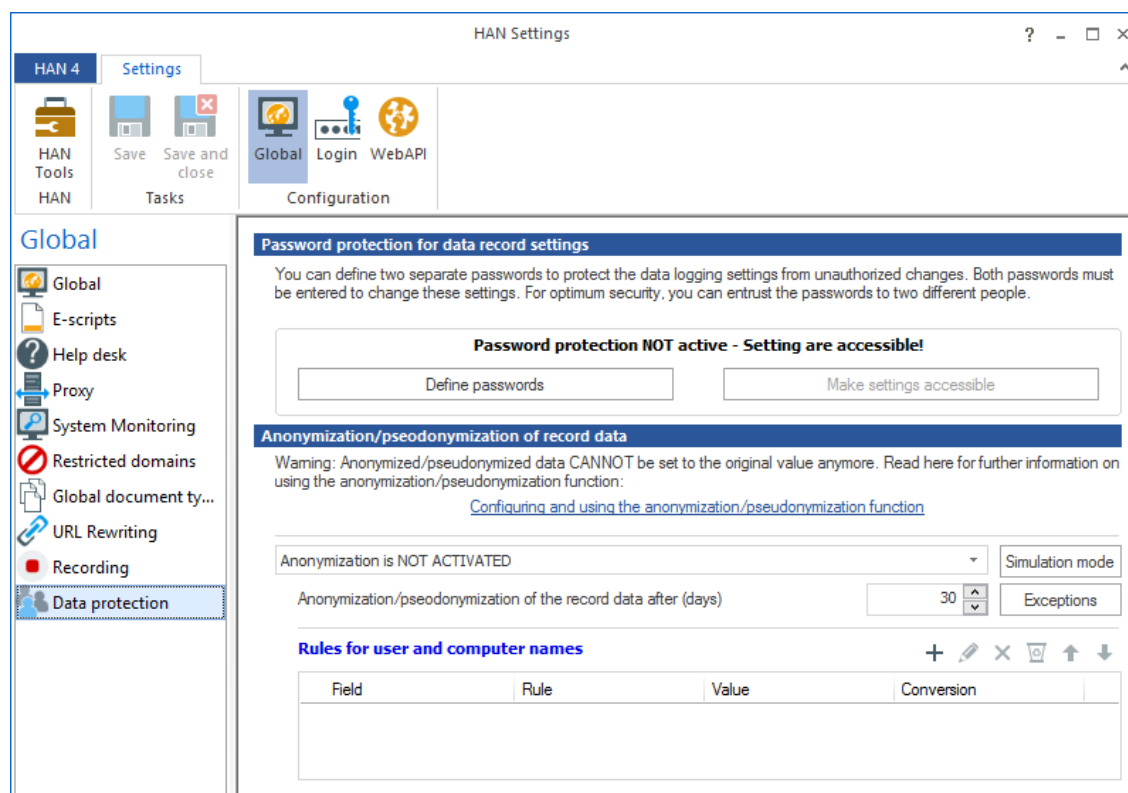 HAN Settings
?
HAN 4
Settings
HAN
Tools
Save
Save and
close
Global
Login
WebAPI
HAN
Tasks
Configuration
Global
Global
E-scripts
Help desk
Proxy
System Monitoring
Restricted domains
Global document ty...
URL Rewriting
Recording
Data protection
Password protection for data record settings
You can define two separate passwords to protect the data logging settings from unauthorized changes. Both passwords must
be entered to change these settings. For optimum security, you can entrust the passwords to two different people.
Password protection NOT active - Setting are accessible!
Define passwords
Make settings accessible
Anonymization/pseodonymization of record data
Warning: Anonymized/pseudonymized data CANNOT be set to the original value anymore. Read here for further information on
using the anonymization/pseudonymization function:
Configuring and using the anonymization/pseudonymization function
Anonymization is NOT ACTIVATED
Simulation mode
Anonymization/pseodonymization of the record data after (days)
30
Exceptions
Rules for user and computer names
Field
Rule
Value
Conversion